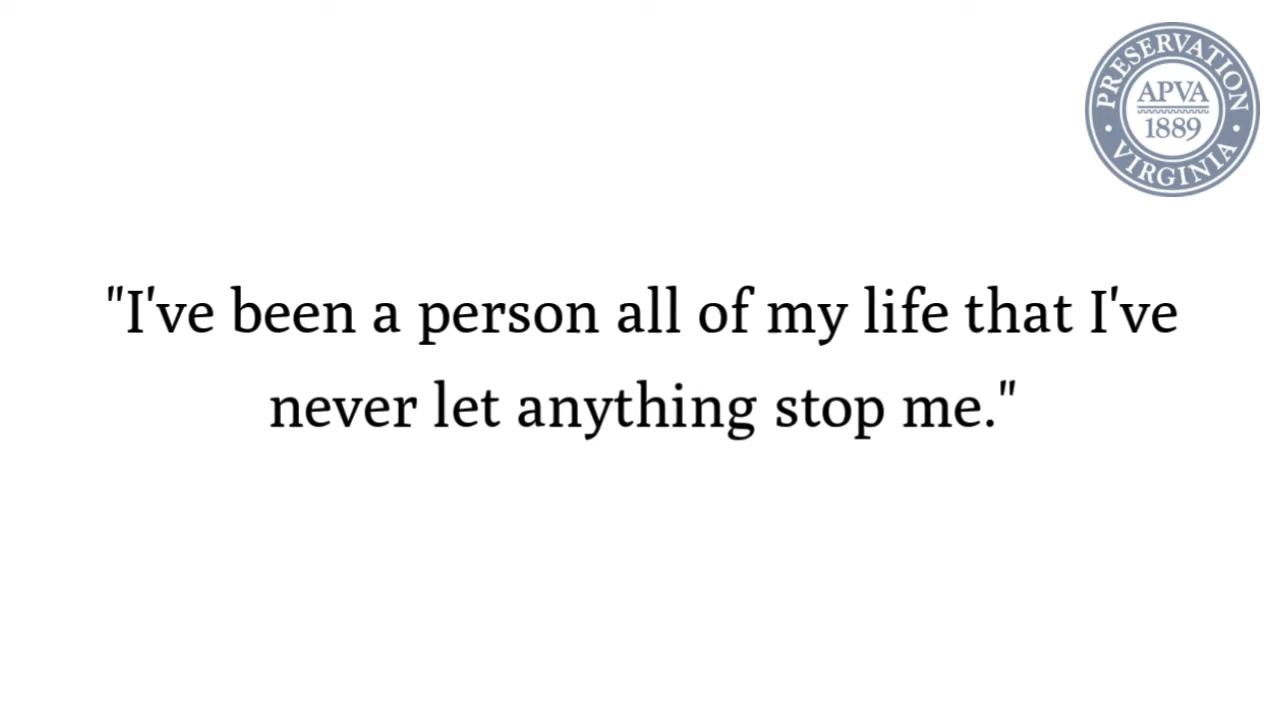 PRESERVATION
APVA
1889
VIRGINIA
"I've been a person all of my life that I've
never let anything stop me."